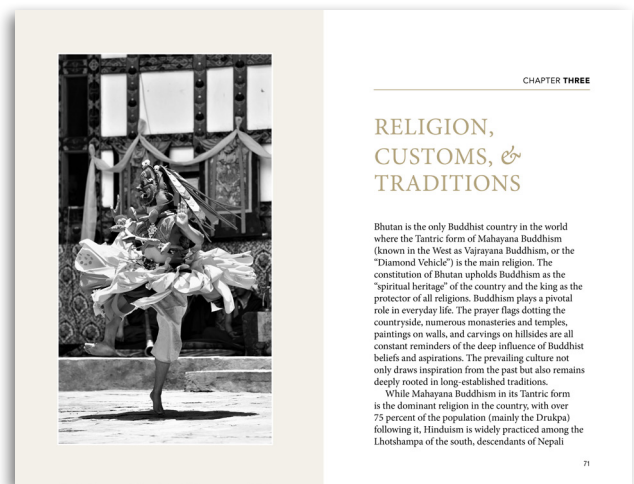 CHAPTER THREE
RELIGION,
CUSTOMS, &
TRADITIONS
Bhutan is the only Buddhist country in the world
where the Tantric form of Mahayana Buddhism
(known in the West as Vajrayana Buddhism, or the
“Diamond Vehicle”) is the main religion. The
constitution of Bhutan upholds Buddhism as the
“spiritual heritage” of the country and the king as the
protector of all religions. Buddhism plays a pivotal
role in everyday life. The prayer flags dotting the
countryside, numerous monasteries and temples,
paintings on walls, and carvings on hillsides are all
constant reminders of the deep influence of Buddhist
beliefs and aspirations. The prevailing culture not
only draws inspiration from the past but also remains
deeply rooted in long-established traditions.
While Mahayana Buddhism in its Tantric form
is the dominant religion in the country, with over
75 percent of the population (mainly the Drukpa)
following it, Hinduism is widely practiced among the
Lhotshampa of the south, descendants of Nepali
71